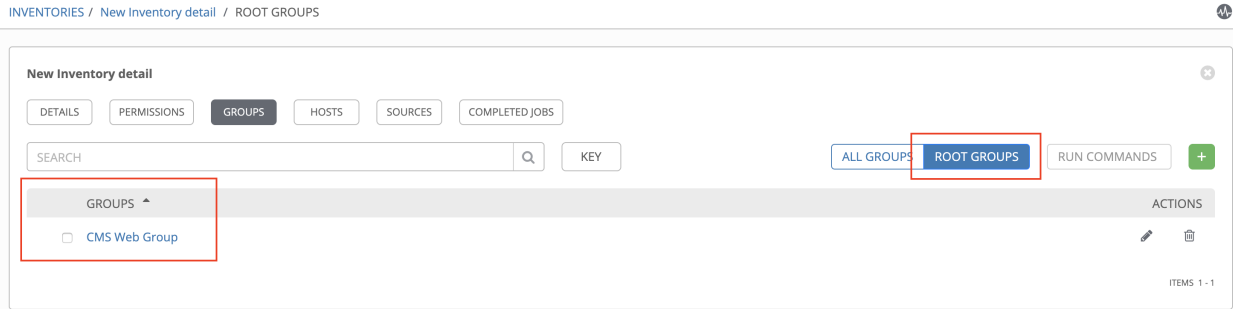 INVENTORIES / New Inventory detail / ROOT GROUPS
New Inventory detail
DETAILS PERMISSIONS GROUPS HOSTS SOURCES COMPLETED JOBS
SEARCH KEY ALL GROUPS ROOT GROUPS RUN COMMANDS +
GROUPS ACTIONS
CMS Web Group
ITEMS 1 - 1